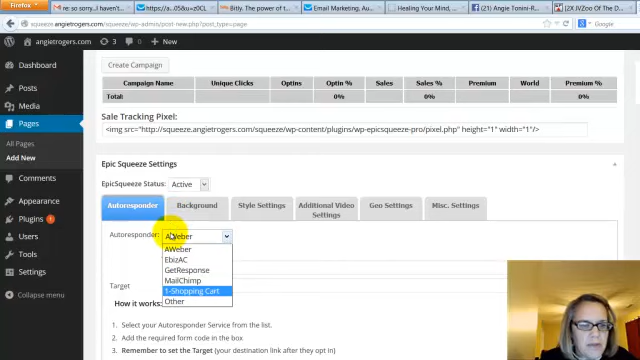 Firefox
re: so sorry...I haven't...
https://a...05&u=z0CL
Bitly. The power of t...
Email Marketing, Au...
Healing Your Mind, ...
Angie Tonini-R...
[2X.JVZoo Of The ...
squeeze.angietrogers.com/squeeze/wp-admin/post-new.php?post_type=page
angietrogers.com
3
0
New
Dashboard
Posts
Media
Pages
All Pages
Add New
Comments
Appearance
Plugins 1
Users
Tools
Settings
Collapse menu
Create Campaign
Campaign Name Unique Clicks Optins Optin % Sales Sales % Premium World Premium %
Total: 0% 0% 0%
Sale Tracking Pixel:
<img src="http://squeeze.angietrogers.com/squeeze/wp-content/plugins/wp-epicsqueeze-pro/pixel.php" height="1" width="1"/>
Epic Squeeze Settings
EpicSqueeze Status: Active
Autoresponder
Background
Style Settings
Additional Video
Settings
Geo Settings
Misc. Settings
Autoresponder: AWeber
AWeber
EbizAC
GetResponse
MailChimp
1-Shopping Cart
Other
Target
How it works:
1. Select your Autoresponder Service from the list.
2. Add the required form code in the box
3. Remember to set the Target (your destination link after they opt in)